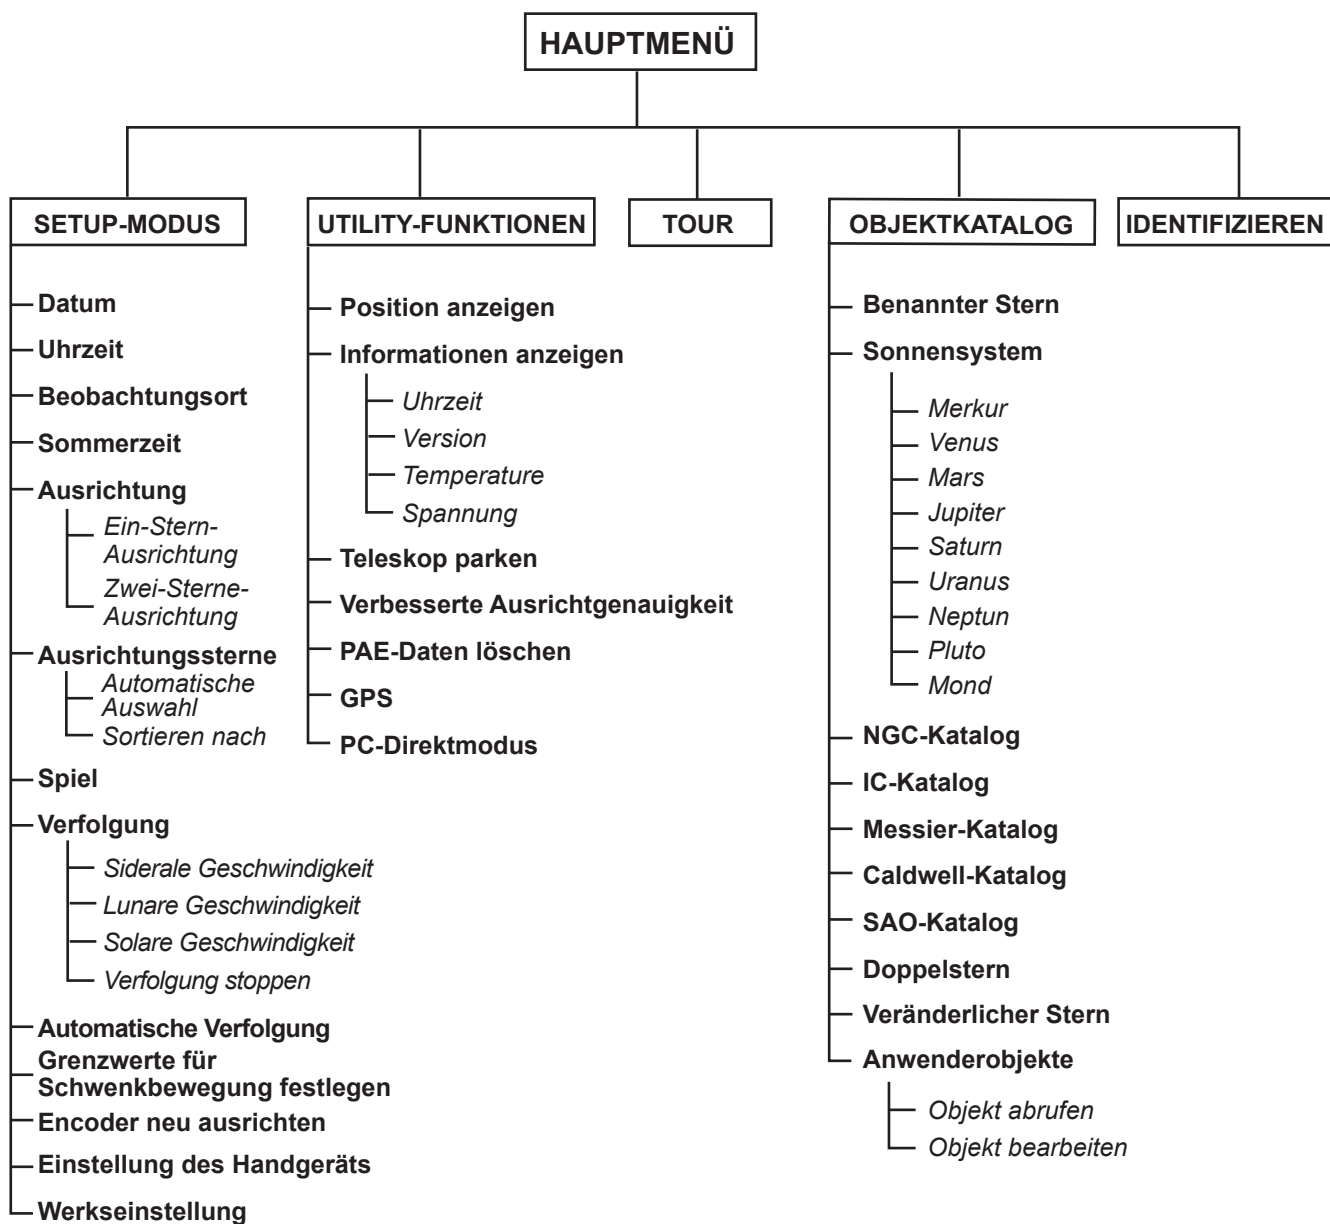 HAUPTMENÜ
SETUP-MODUS
Datum
Uhrzeit
Beobachtungsort
Sommerzeit
Ausrichtung
Ein-Stern-
Ausrichtung
Zwei-Sterne-
Ausrichtung
Ausrichtungssterne
Automatische
Auswahl
Sortieren nach
Spiel
Verfolgung
Siderale Geschwindigkeit
Lunare Geschwindigkeit
Solare Geschwindigkeit
Verfolgung stoppen
Automatische Verfolgung
Grenzwerte für
Schwenkbewegung festlegen
Encoder neu ausrichten
Einstellung des Handgeräts
Werkseinstellung
UTILITY-FUNKTIONEN
Position anzeigen
Informationen anzeigen
Uhrzeit
Version
Temperature
Spannung
Teleskop parken
Verbesserte Ausrichtgenauigkeit
PAE-Daten löschen
GPS
PC-Direktmodus
TOUR
OBJEKTKATALOG
Benannter Stern
Sonnensystem
Merkur
Venus
Mars
Jupiter
Saturn
Uranus
Neptun
Pluto
Mond
NGC-Katalog
IC-Katalog
Messier-Katalog
Caldwell-Katalog
SAO-Katalog
Doppelstern
Veränderlicher Stern
Anwenderobjekte
Objekt abrufen
Objekt bearbeiten
IDENTIFIZIEREN